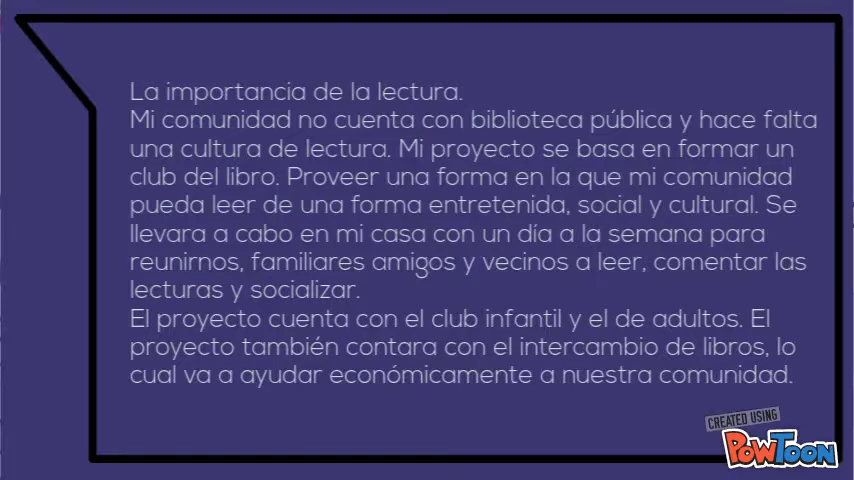 La importancia de la lectura.
Mi comunidad no cuenta con biblioteca pública y hace falta
una cultura de lectura. Mi proyecto se basa en formar un
club del libro. Proveer una forma en la que mi comunidad
pueda leer de una forma entretenida, social y cultural. Se
llevara a cabo en mi casa con un día a la semana para
reunirnos, familiares amigos y vecinos a leer, comentar las
lecturas y socializar.
El proyecto cuenta con el club infantil y el de adultos. El
proyecto también contara con el intercambio de libros, lo
cual va a ayudar económicamente a nuestra comunidad.
CREATED USING
POWTOON